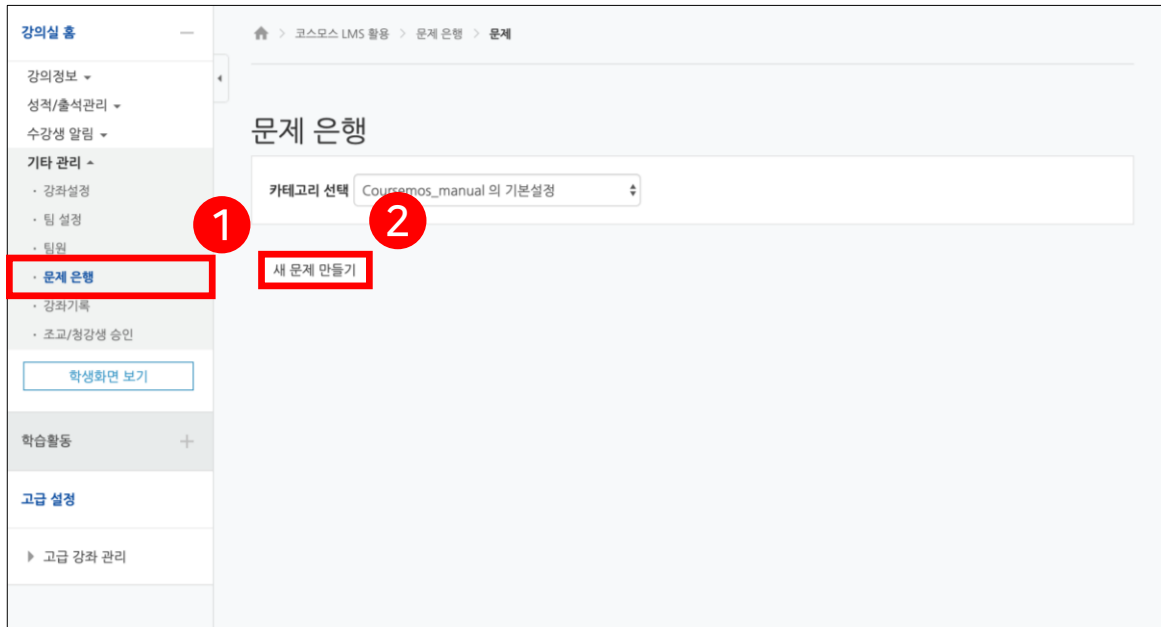 강의실 홈
강의정보
성적/출석관리
수강생 알림
기타 관리
· 강좌설정
· 팀 설정
· 팀원
· 문제 은행
· 강좌기록
· 조교/청강생 승인
학생화면 보기
학습활동
고급 설정
고급 강좌 관리
> 코스모스 LMS 활용 > 문제 은행 > 문제
문제 은행
카테고리 선택 Coursemos_manual 의 기본설정
1
2
새 문제 만들기